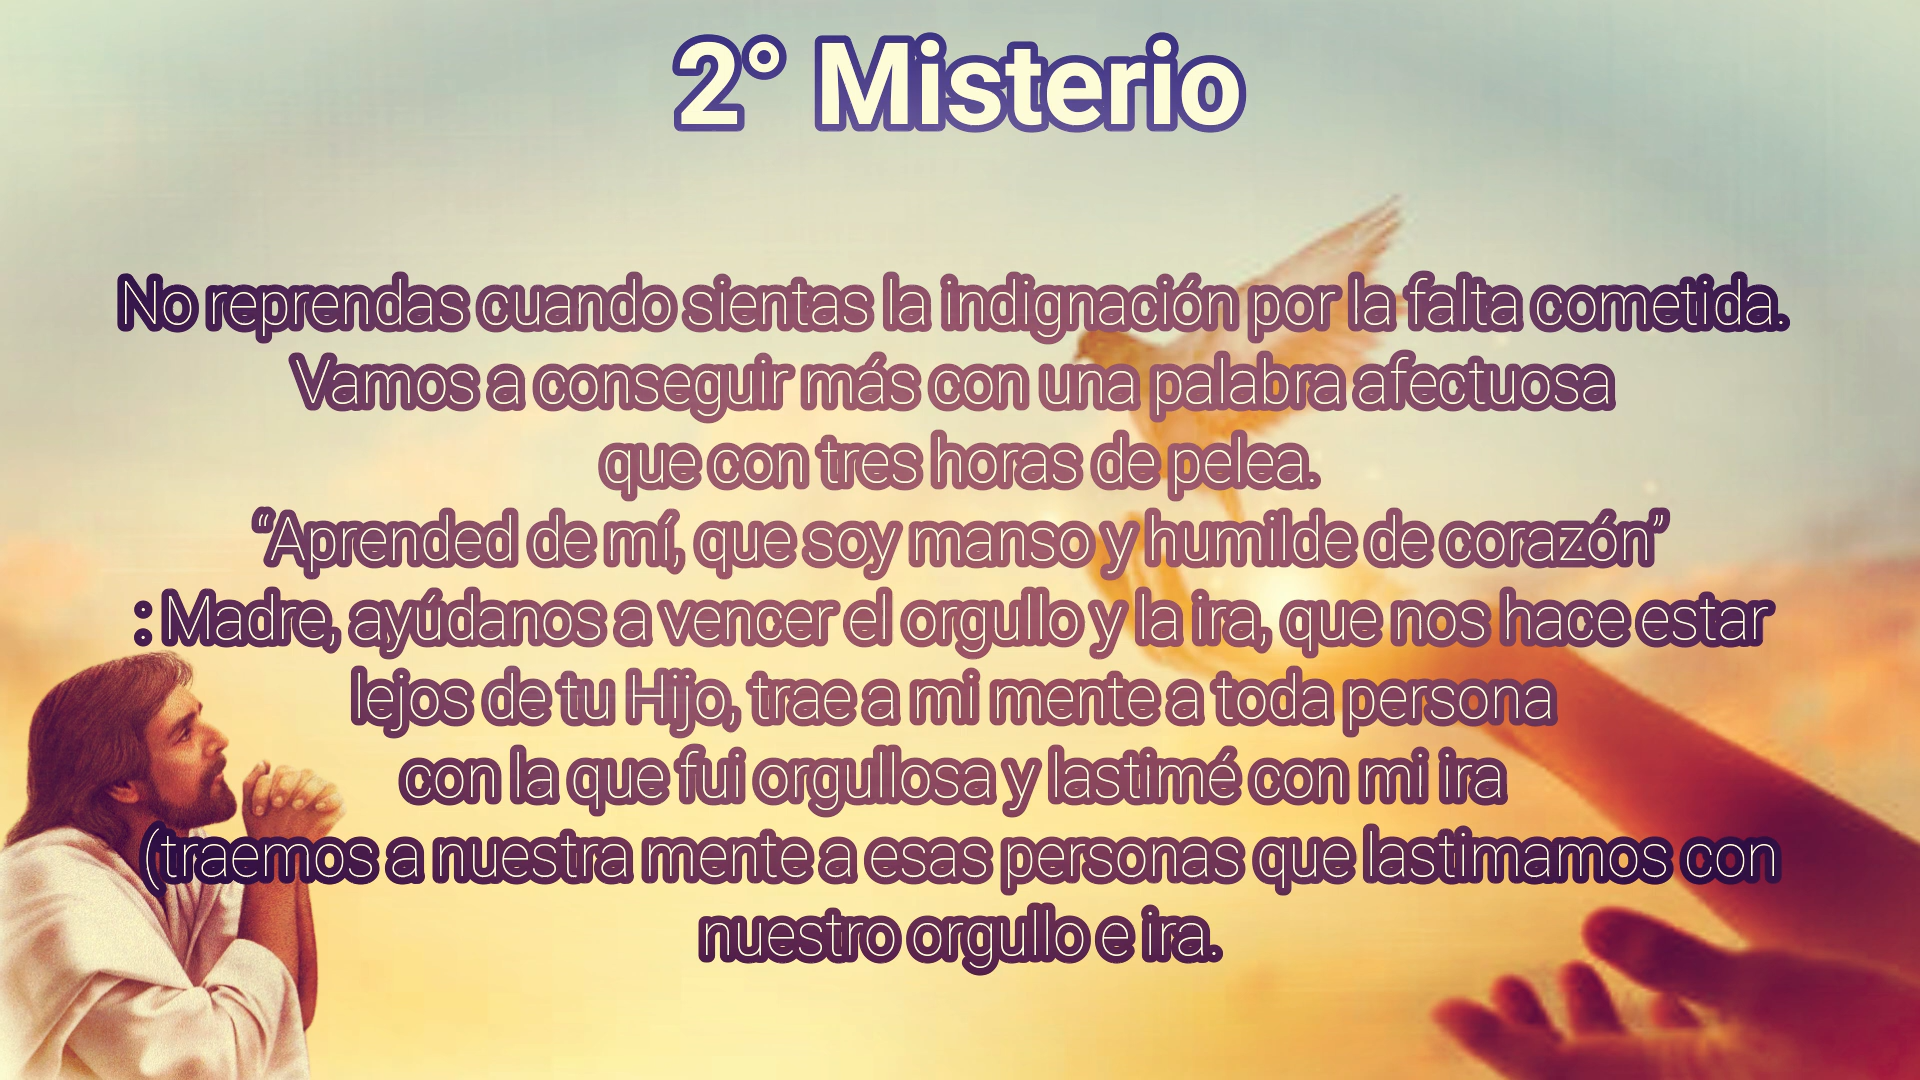 2° Misterio
No reprendas cuando sientas la indignación por la falta cometida.
Vamos a conseguir más con una palabra afectuosa
que con tres horas de pelea.
“Aprended de mí, que soy manso y humilde de corazón”
: Madre, ayúdanos a vencer el orgullo y la ira, que nos hace estar
lejos de tu Hijo, trae a mi mente a toda persona
con la que fui orgullosa y lastimé con mi ira
(traemos a nuestra mente a esas personas que lastimamos con
nuestro orgullo e ira.